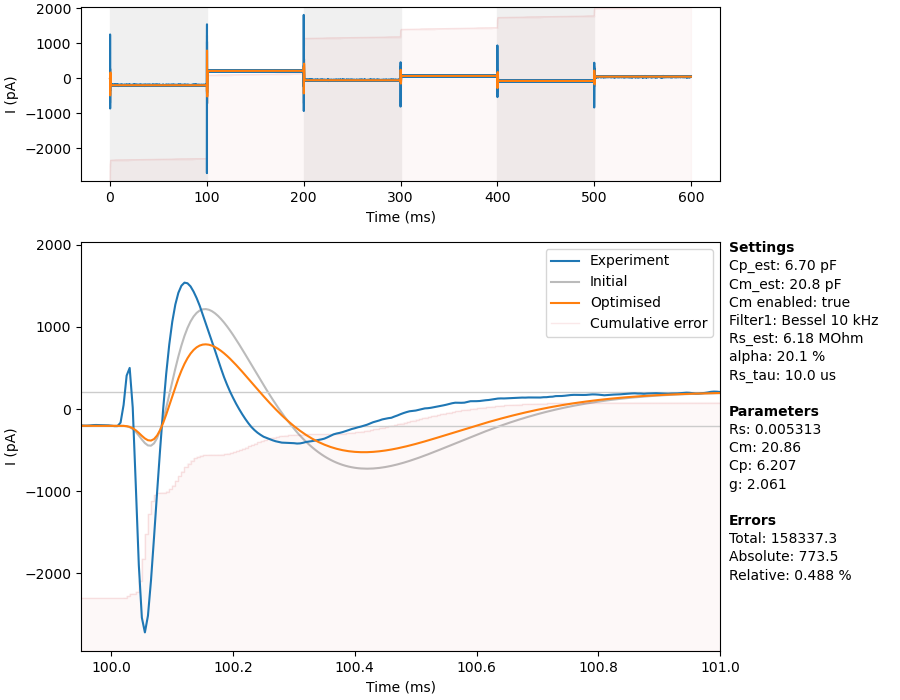 2000
1000
0
−1000
−2000
I (pA)
0
100
200
300
400
500
600
Time (ms)
2000
1000
0
−1000
−2000
I (pA)
100.0
100.2
100.4
100.6
100.8
101.0
Time (ms)
Experiment
Initial
Optimised
Cumulative error
Settings
Cp_est: 6.70 pF
Cm_est: 20.8 pF
Cm enabled: true
Filter1: Bessel 10 kHz
Rs_est: 6.18 MOhm
alpha: 20.1 %
Rs_tau: 10.0 us
Parameters
Rs: 0.005313
Cm: 20.86
Cp: 6.207
g: 2.061
Errors
Total: 158337.3
Absolute: 773.5
Relative: 0.488 %